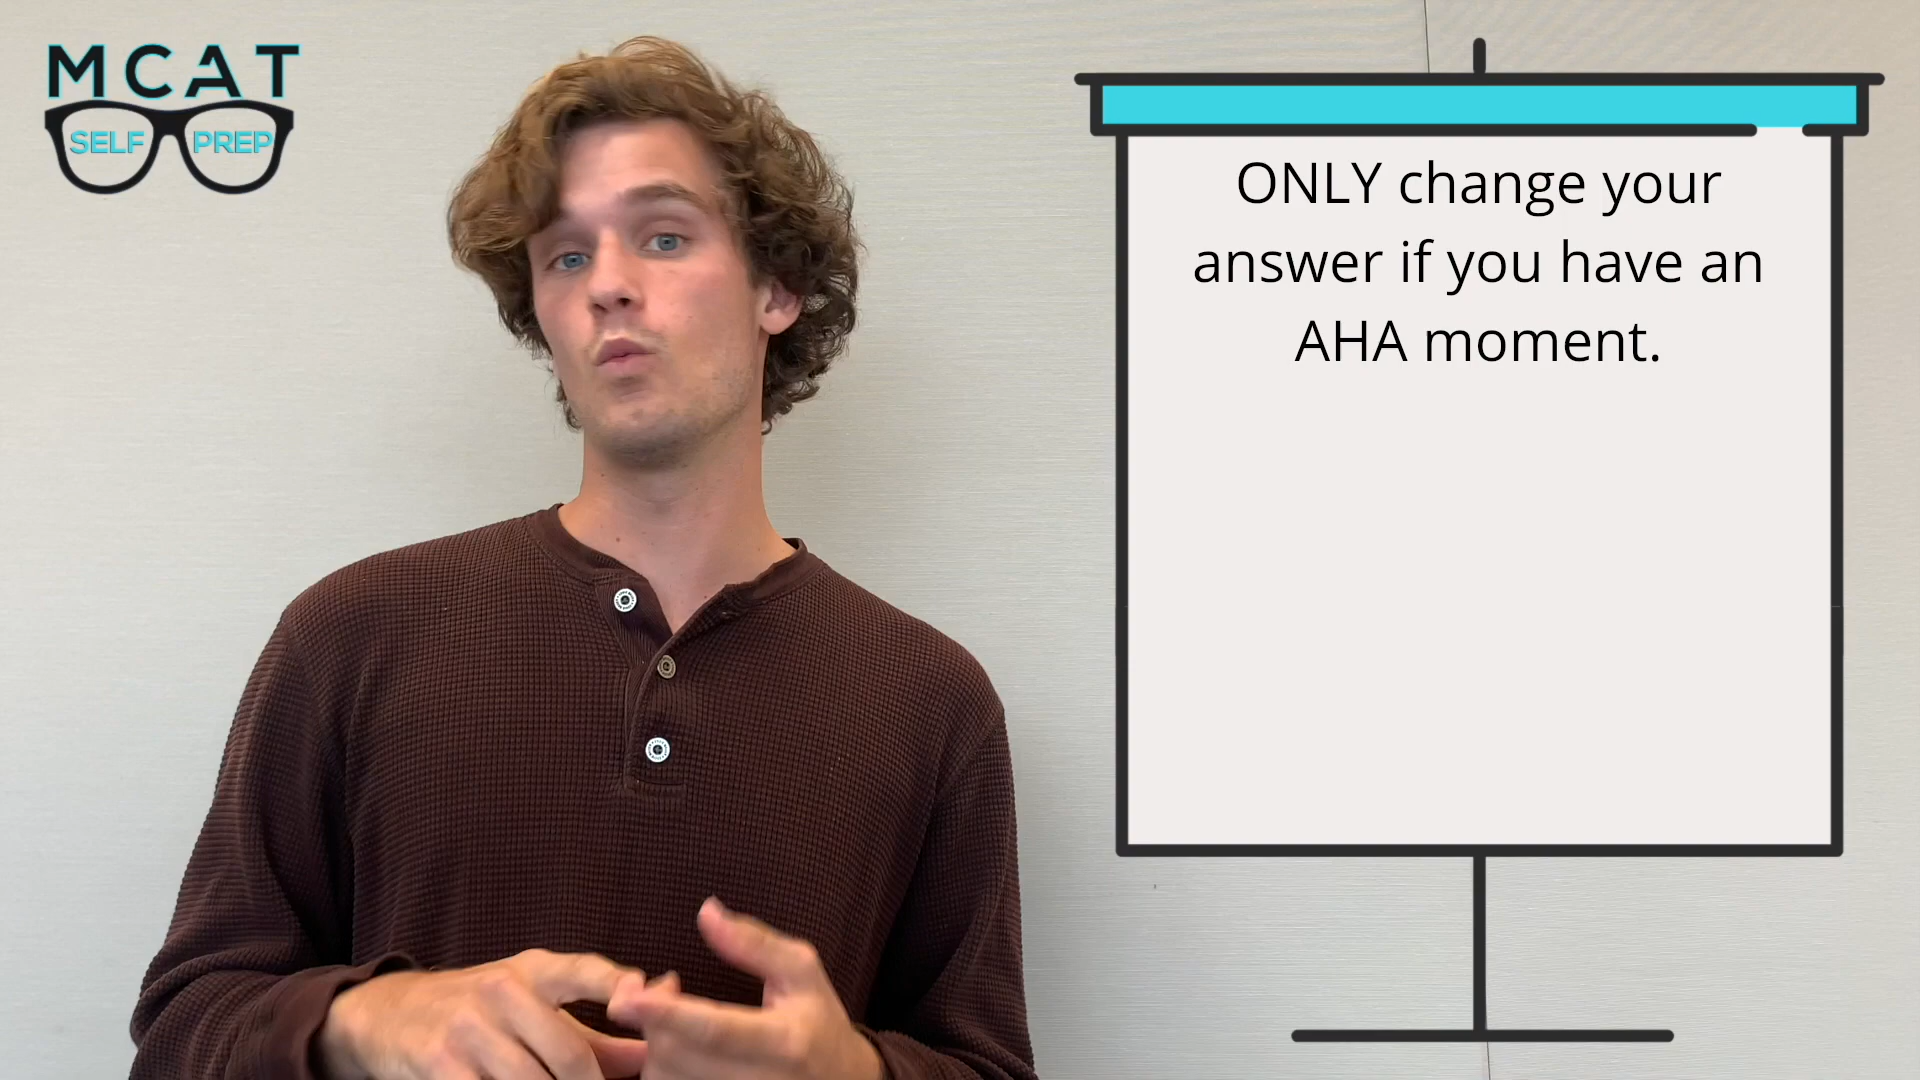 MCAT
SELF PREP
ONLY change your
answer if you have an
AHA moment.